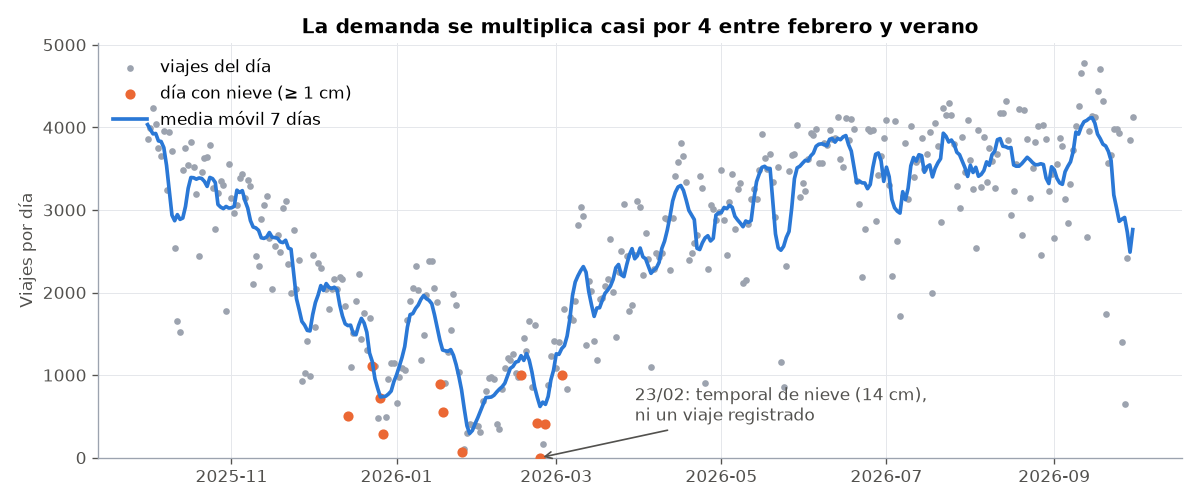 La demanda se multiplica casi por 4 entre febrero y verano
5000
4000
3000
2000
1000
0
Viajes por día
viajes del día
día con nieve (≥ 1 cm)
media móvil 7 días
23/02: temporal de nieve (14 cm),
ni un viaje registrado
2025-11
2026-01
2026-03
2026-05
2026-07
2026-09